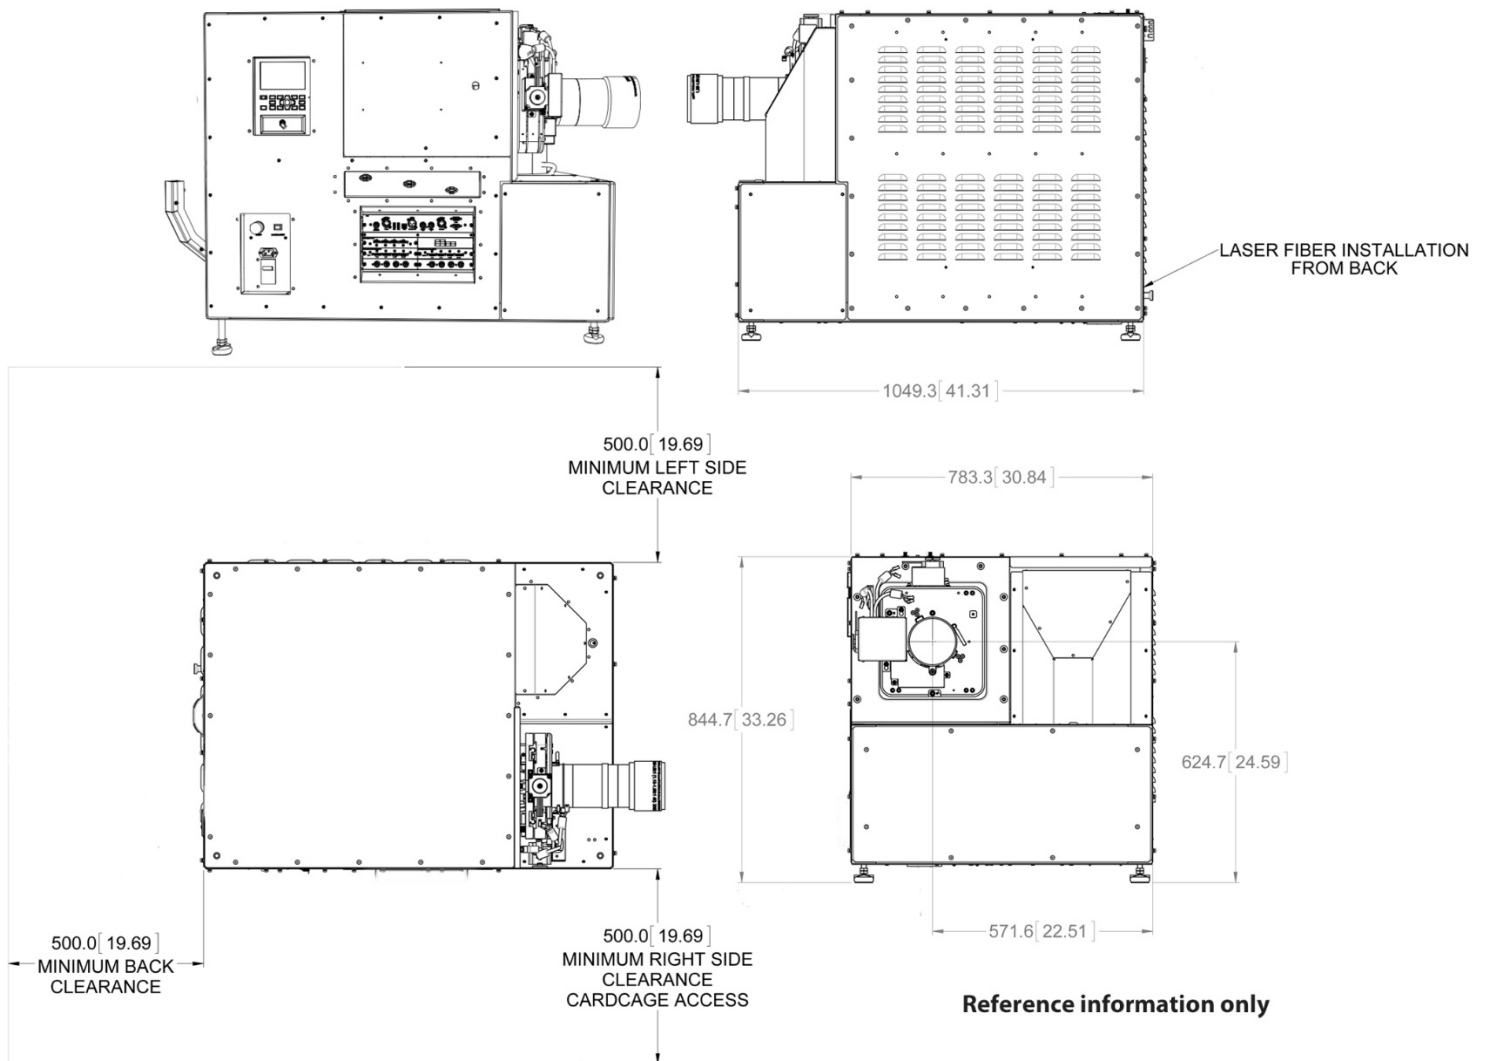 LASER FIBER INSTALLATION
FROM BACK
1049.3[ 41.31 ]
500.0[ 19.69 ]
MINIMUM LEFT SIDE
CLEARANCE
783.3[ 30.84 ]
844.7[ 33.26 ]
624.7[ 24.59 ]
571.6[ 22.51 ]
500.0[ 19.69 ]
MINIMUM BACK
CLEARANCE
500.0[ 19.69 ]
MINIMUM RIGHT SIDE
CLEARANCE
CARDCAGE ACCESS
Reference information only